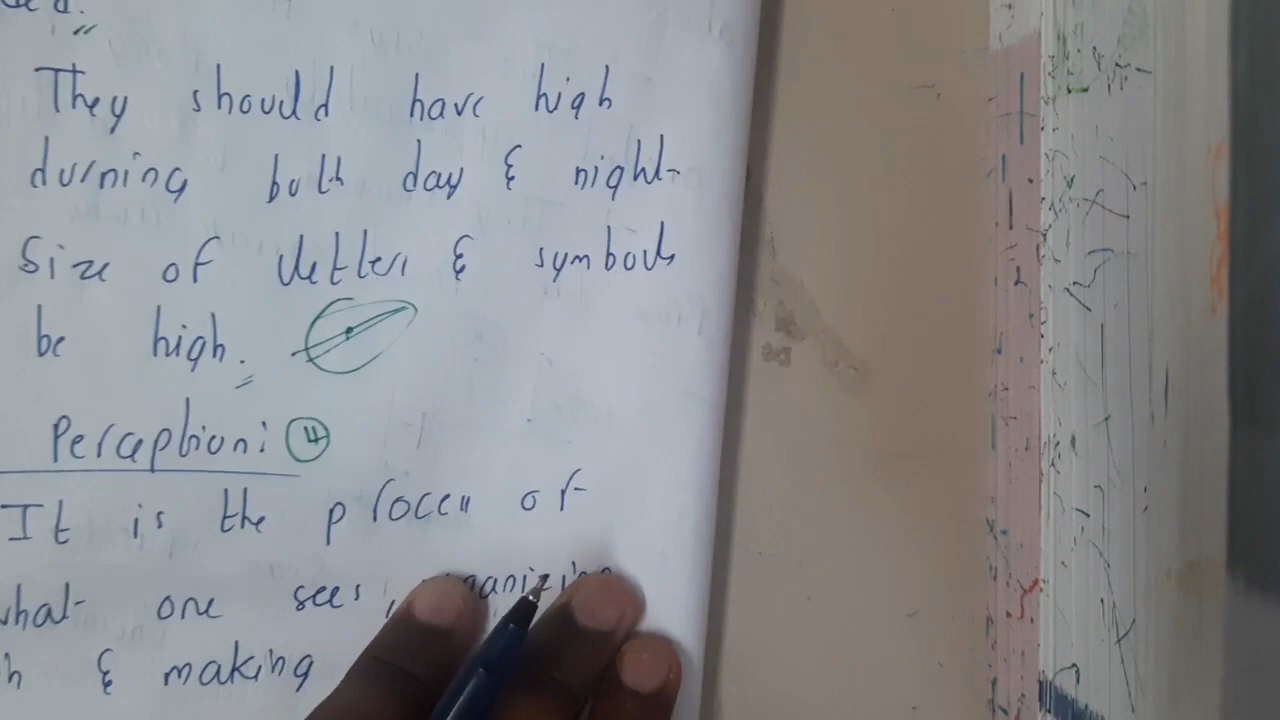 They should have high
durning both day & night-
Size of letters & symbols
be high.
Perception: 4
It is the process of
what one sees,
& making